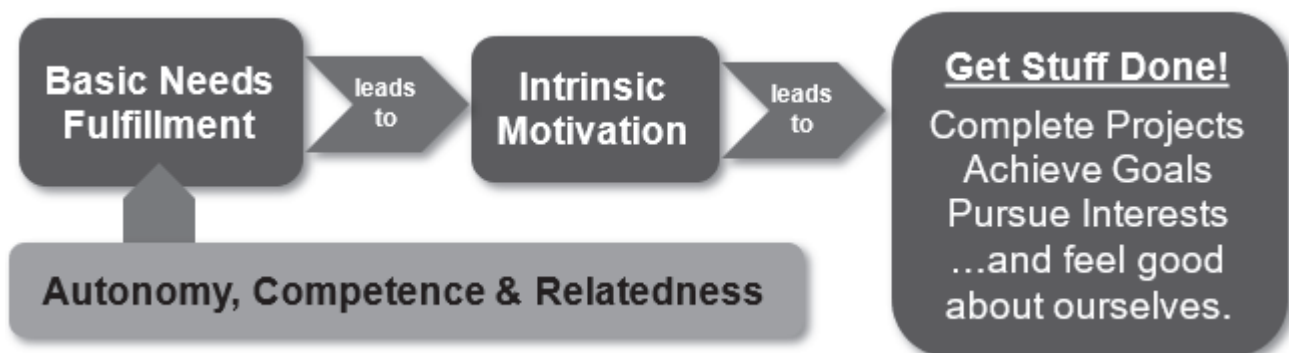 Basic Needs
Fulfillment
leads
to
Intrinsic
Motivation
leads
to
Get Stuff Done!
Complete Projects
Achieve Goals
Pursue Interests
…and feel good
about ourselves.
Autonomy, Competence & Relatedness